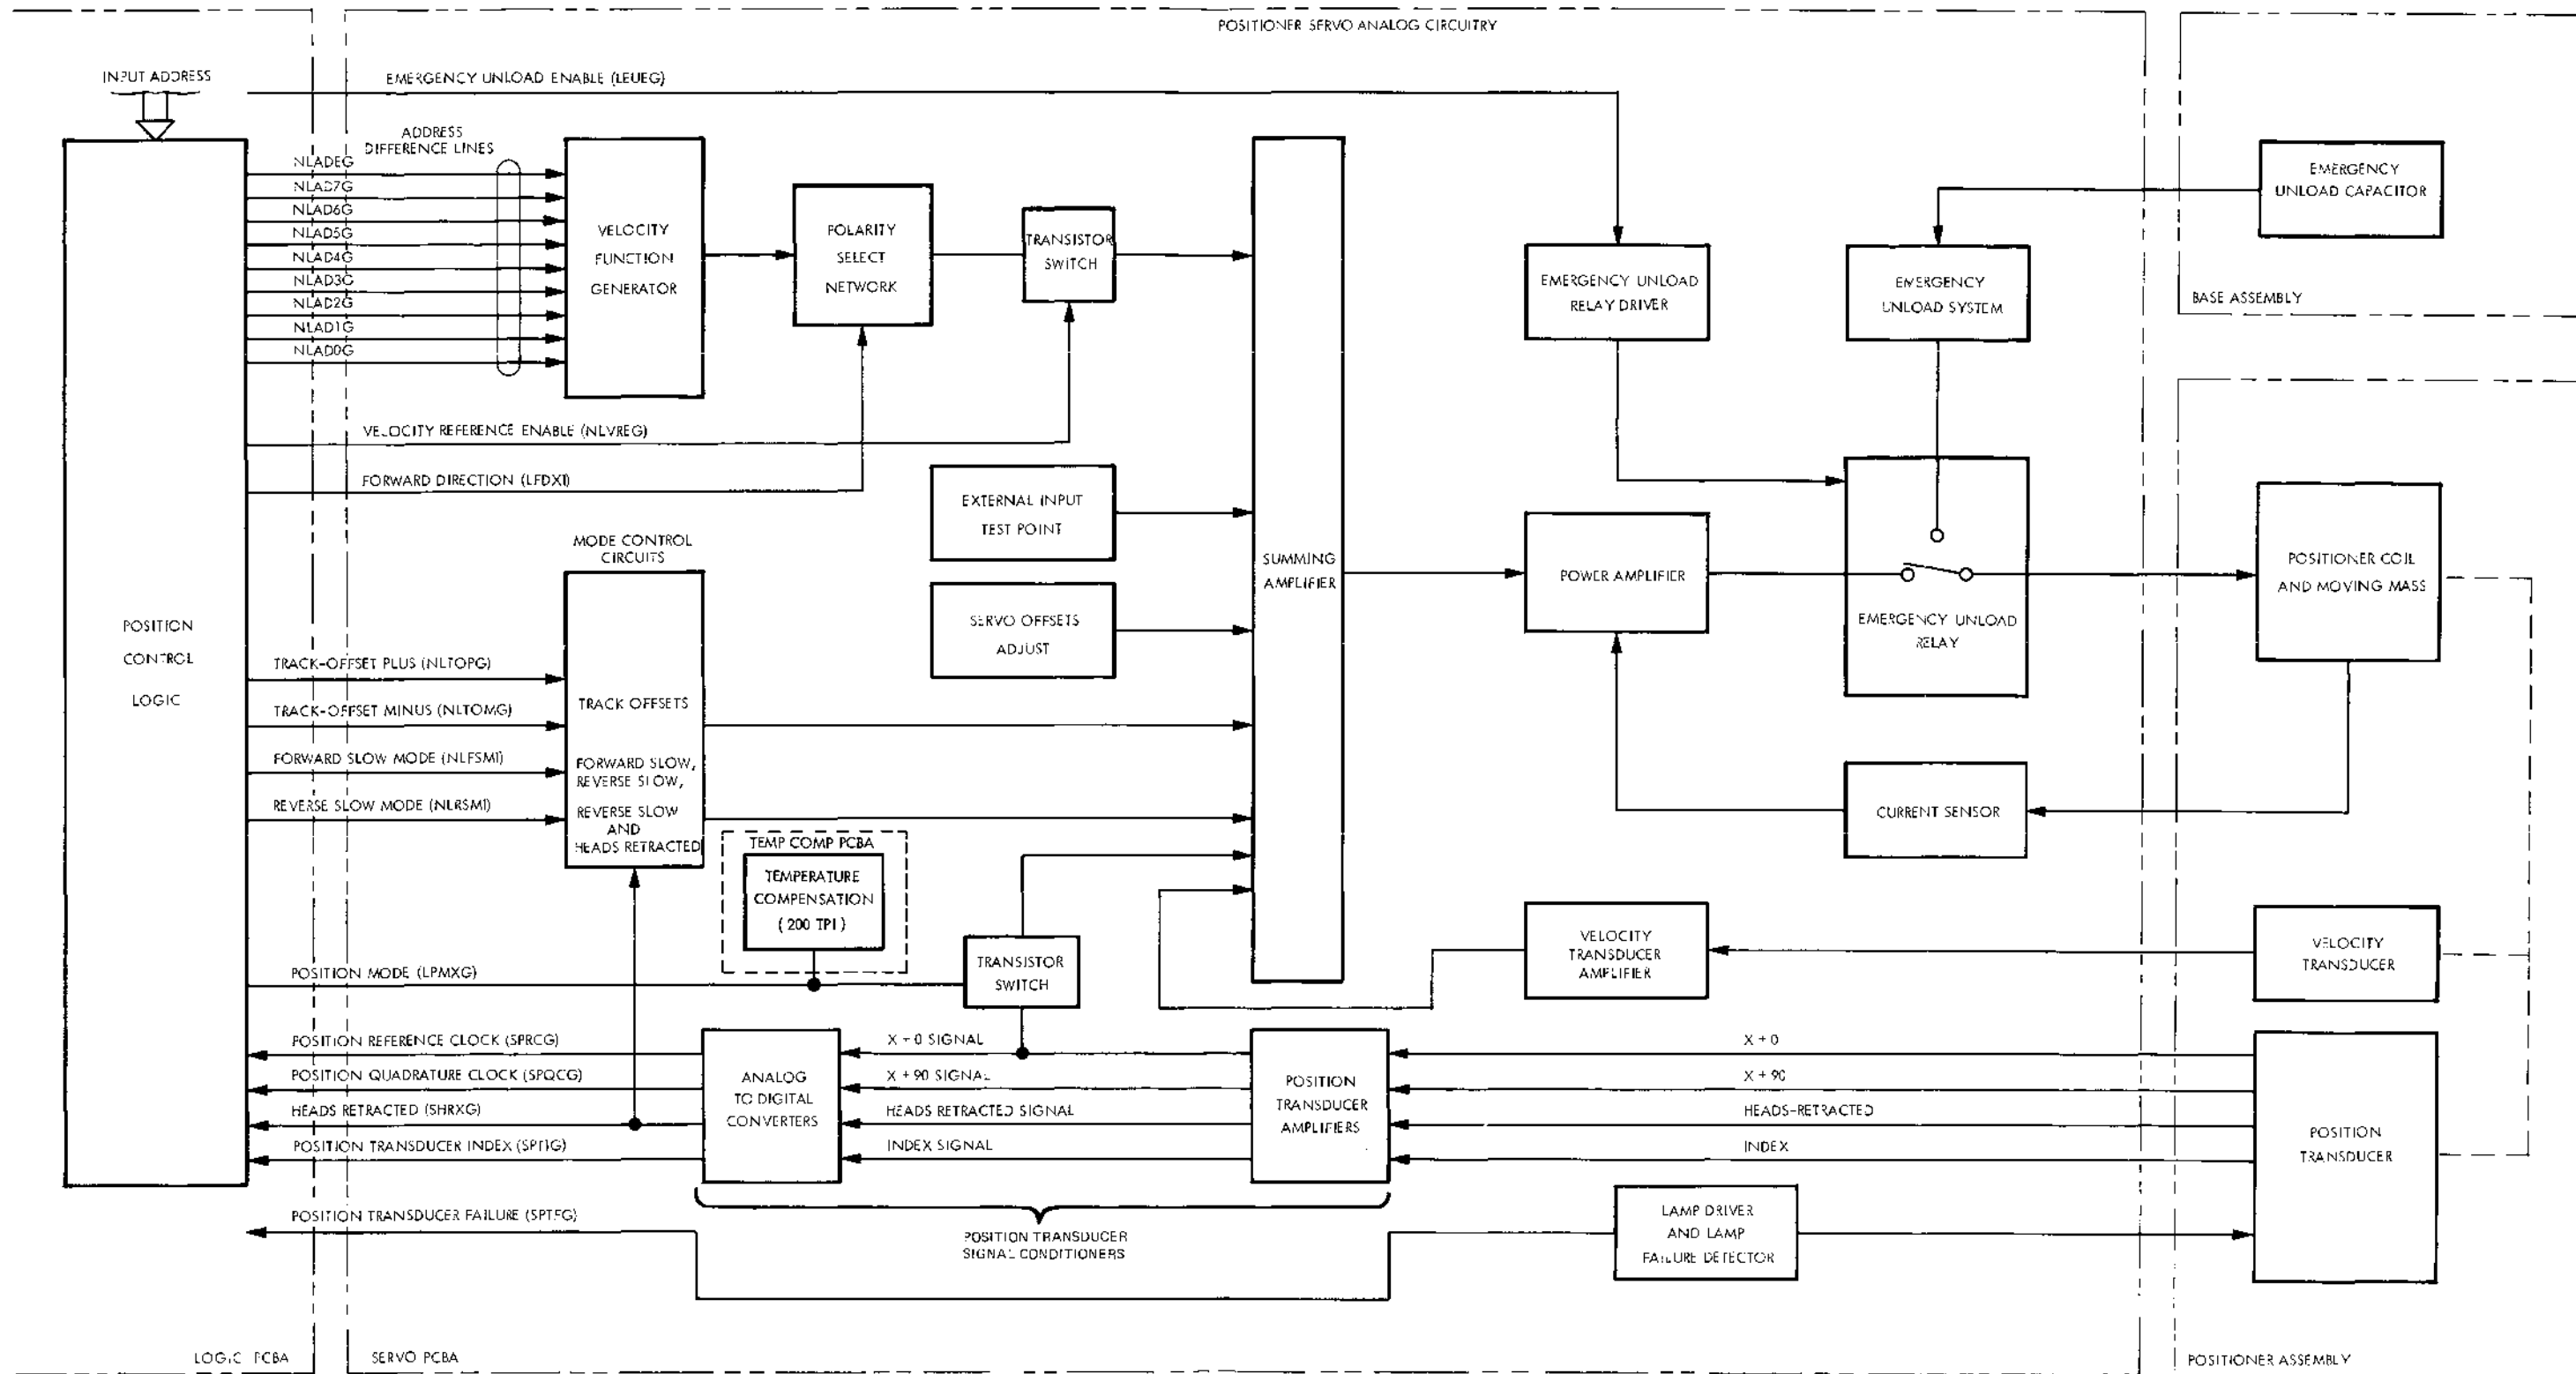 POSITIONER SERVO ANALOG CIRCUITRY
INPUT ADDRESS
EMERGENCY UNLOAD ENABLE (LEUEG)
ADDRESS
DIFFERENCE LINES
NLADEG
NLAD7G
NLAD6G
NLAD5G
NLAD4G
NLAD3G
NLAD2G
NLAD1G
NLAD0G
VELOCITY
FUNCTION
GENERATOR
POLARITY
SELECT
NETWORK
TRANSISTOR
SWITCH
EMERGENCY UNLOAD
RELAY DRIVER
EMERGENCY
UNLOAD SYSTEM
EMERGENCY
UNLOAD CAPACITOR
BASE ASSEMBLY
VELOCITY REFERENCE ENABLE (NLVREG)
FORWARD DIRECTION (LFDXI)
EXTERNAL INPUT
TEST POINT
SERVO OFFSETS
ADJUST
SUMMING
AMPLIFIER
POWER AMPLIFIER
EMERGENCY UNLOAD
RELAY
POSITIONER COIL
AND MOVING MASS
POSITION
CONTROL
LOGIC
MODE CONTROL
CIRCUITS
TRACK-OFFSET PLUS (NLTOPG)
TRACK-OFFSET MINUS (NLTOMG)
FORWARD SLOW MODE (NLFSMI)
REVERSE SLOW MODE (NLRSMI)
TRACK OFFSETS
FORWARD SLOW,
REVERSE SLOW,
REVERSE SLOW
AND
HEADS RETRACTED
CURRENT SENSOR
TEMP COMP PCBA
TEMPERATURE
COMPENSATION
(200 TPI)
POSITION MODE (LPMXG)
TRANSISTOR
SWITCH
VELOCITY
TRANSDUCER
AMPLIFIER
VELOCITY
TRANSDUCER
POSITION REFERENCE CLOCK (SPRCG)
POSITION QUADRATURE CLOCK (SPQCG)
HEADS RETRACTED (SHRXG)
POSITION TRANSDUCER INDEX (SPTIG)
ANALOG
TO DIGITAL
CONVERTERS
X + 0 SIGNAL
X + 90 SIGNAL
HEADS RETRACTED SIGNAL
INDEX SIGNAL
POSITION
TRANSDUCER
AMPLIFIERS
X + 0
X + 90
HEADS-RETRACTED
INDEX
POSITION
TRANSDUCER
POSITION TRANSDUCER FAILURE (SPTFG)
POSITION TRANSDUCER
SIGNAL CONDITIONERS
LAMP DRIVER
AND LAMP
FAILURE DETECTOR
LOGIC PCBA
SERVO PCBA
POSITIONER ASSEMBLY